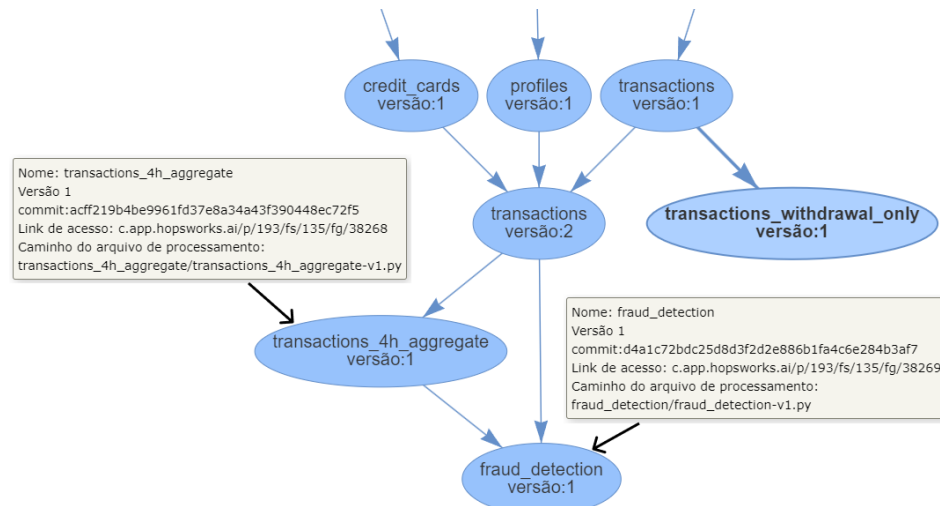 credit_cards
versão:1
profiles
versão:1
transactions
versão:1
Nome: transactions_4h_aggregate
Versão 1
commit:acff219b4be9961fd37e8a34a43f390448ec72f5
Link de acesso: c.app.hopsworks.ai/p/193/fs/135/fg/38268
Caminho do arquivo de processamento:
transactions_4h_aggregate/transactions_4h_aggregate-v1.py
transactions
versão:2
transactions_withdrawal_only
versão:1
transactions_4h_aggregate
versão:1
Nome: fraud_detection
Versão 1
commit:d4a1c72bdc25d8d3f2d2e886b1fa4c6e284b3af7
Link de acesso: c.app.hopsworks.ai/p/193/fs/135/fg/38269
Caminho do arquivo de processamento:
fraud_detection/fraud_detection-v1.py
fraud_detection
versão:1